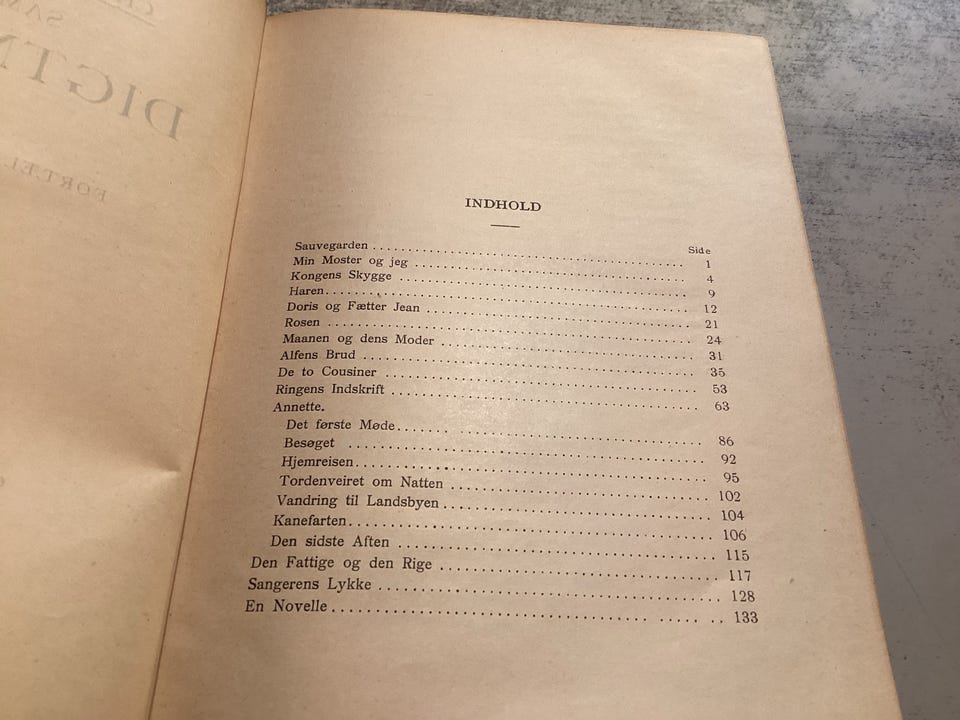 INDHOLD
Side
Sauvegarden ........................................ 1
Min Moster og jeg ........................................ 4
Kongens Skygge ........................................ 9
Haren ........................................ 12
Doris og Fætter Jean ........................................ 21
Rosen ........................................ 24
Maanen og dens Moder ........................................ 31
Alfens Brud ........................................ 35
De to Cousiner ........................................ 53
Ringens Indskrift ........................................ 63
Annette.
Det første Møde ........................................ 86
Besøget ........................................ 92
Hjemreisen ........................................ 95
Tordenveiret om Natten ........................................ 102
Vandring til Landsbyen ........................................ 104
Kanefarten ........................................ 106
Den sidste Aften ........................................ 115
Den Fattige og den Rige ........................................ 117
Sangerens Lykke ........................................ 128
En Novelle ........................................ 133